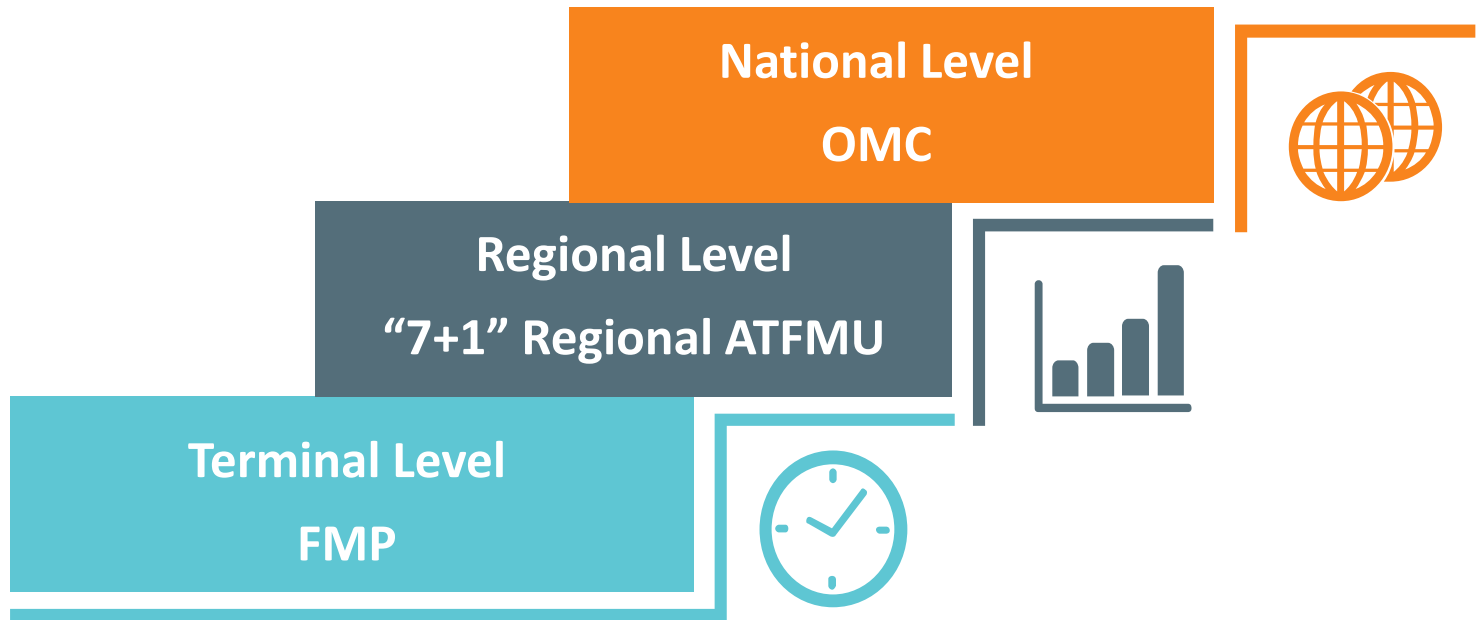 National Level
OMC
Regional Level
“7+1” Regional ATFMU
Terminal Level
FMP